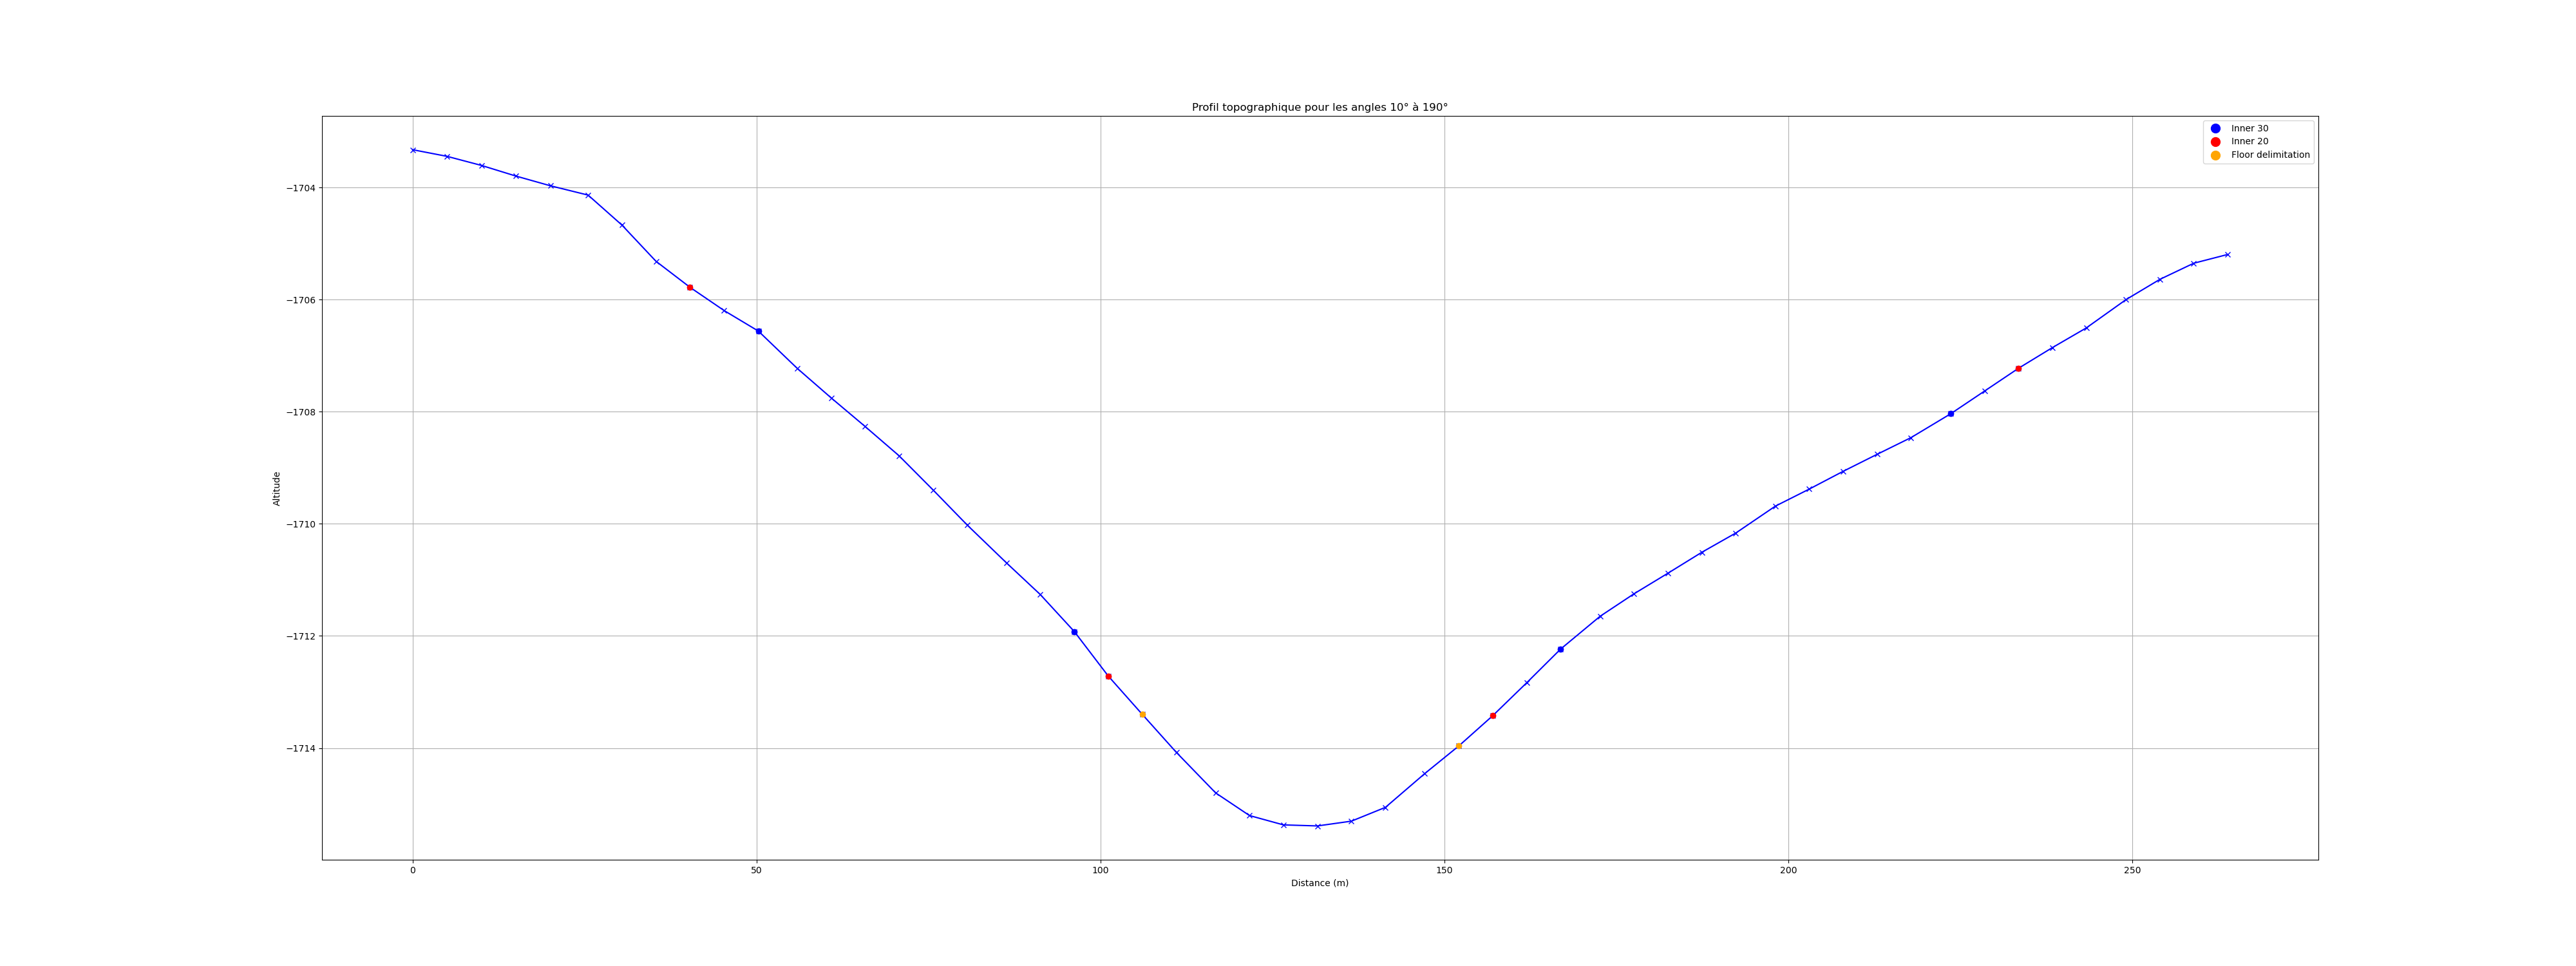 Profil topographique pour les angles 10° à 190°
Inner 30
Inner 20
Floor delimitation
−1704
−1706
−1708
−1710
−1712
−1714
Altitude
0
50
100
150
200
250
Distance (m)